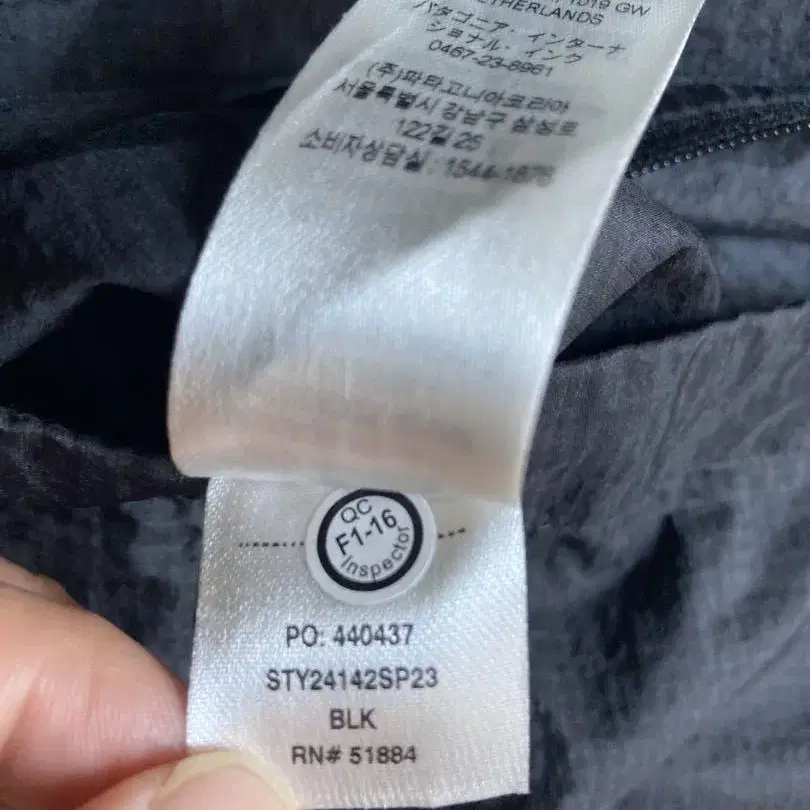 1019 GW
NETHERLANDS
パタゴニア・インターナ
ショナル・インク
0467-23-8961
(주)파타고니아코리아
서울특별시 강남구 삼성로
122길 25
소비자상담실 : 1544-1876
QC
F1-16
Inspector
PO: 440437
STY24142SP23
BLK
RN# 51884